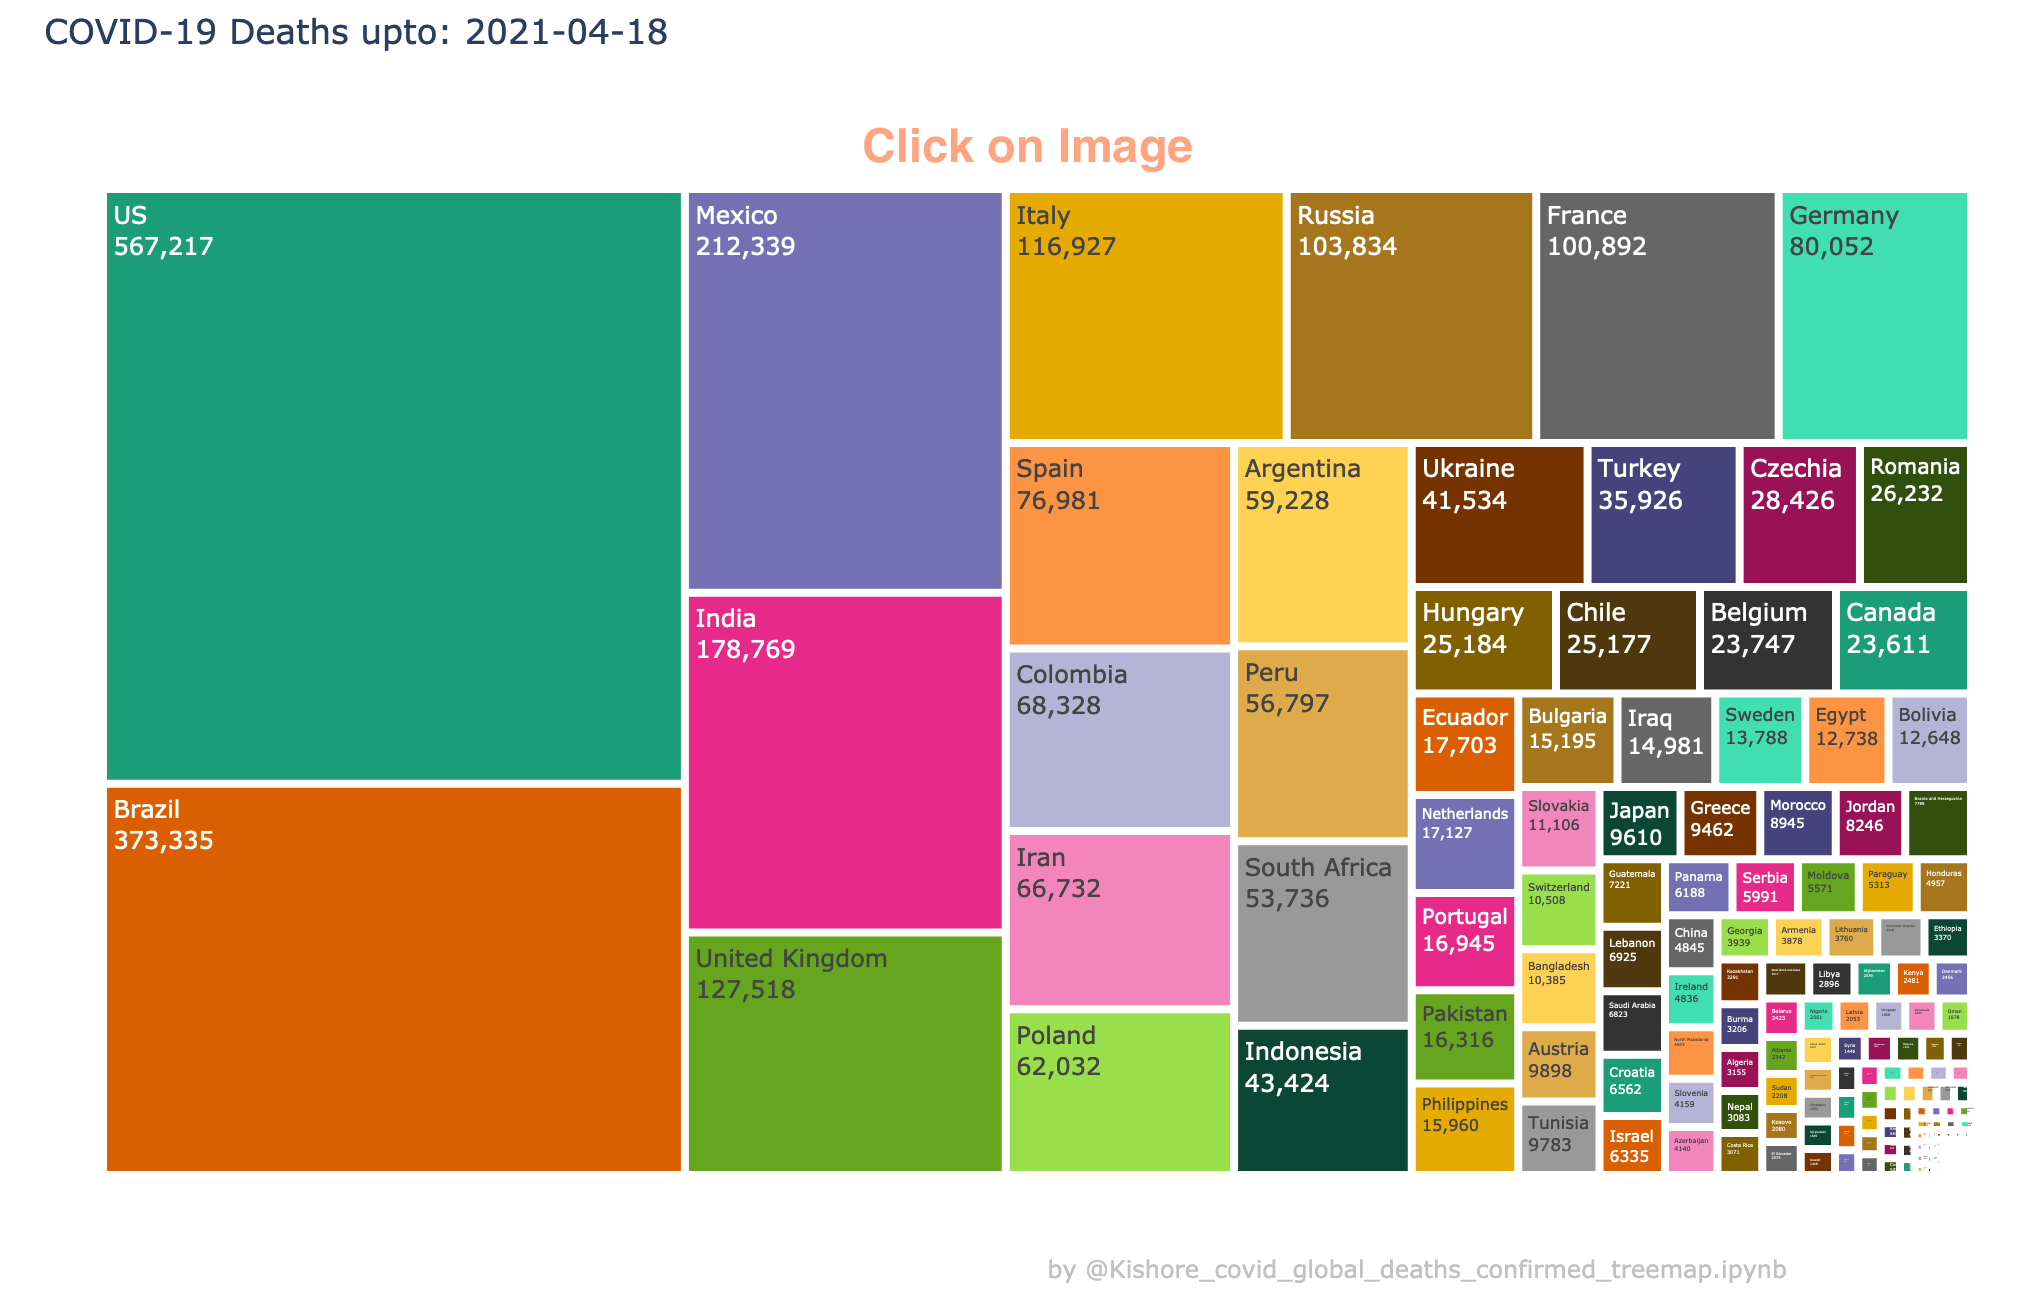 COVID-19 Deaths upto: 2021-04-18
Click on Image
US
567,217
Brazil
373,335
Mexico
212,339
India
178,769
United Kingdom
127,518
Italy
116,927
Russia
103,834
France
100,892
Germany
80,052
Spain
76,981
Colombia
68,328
Iran
66,732
Poland
62,032
Argentina
59,228
Peru
56,797
South Africa
53,736
Indonesia
43,424
Ukraine
41,534
Turkey
35,926
Czechia
28,426
Romania
26,232
Hungary
25,184
Chile
25,177
Belgium
23,747
Canada
23,611
Ecuador
17,703
Netherlands
17,127
Portugal
16,945
Pakistan
16,316
Philippines
15,960
Bulgaria
15,195
Iraq
14,981
Sweden
13,788
Egypt
12,738
Bolivia
12,648
Slovakia
11,106
Switzerland
10,508
Bangladesh
10,385
Austria
9898
Tunisia
9783
Japan
9610
Greece
9462
Morocco
8945
Jordan
8246
Bosnia and Herzegovina
Guatemala
7221
Lebanon
6925
Saudi Arabia
6823
Croatia
6562
Israel
6335
Panama
6188
Serbia
5991
Moldova
5571
Paraguay
5313
Honduras
4957
China
4845
Ireland
4836
North Macedonia
Slovenia
4159
Azerbaijan
4140
Georgia
3939
Armenia
3878
Lithuania
3760
Ethiopia
3370
Kazakhstan
3291
Burma
3206
Algeria
3155
Nepal
3083
Costa Rica
3071
Libya
2896
Afghanistan
2539
Kenya
2481
Denmark
2456
Belarus
2423
Albania
2342
Sudan
2208
Kosovo
2080
El Salvador
Nigeria
2061
Latvia
2053
Uruguay
Oman
1878
Syria
1446
Kuwait
by @Kishore_covid_global_deaths_confirmed_treemap.ipynb